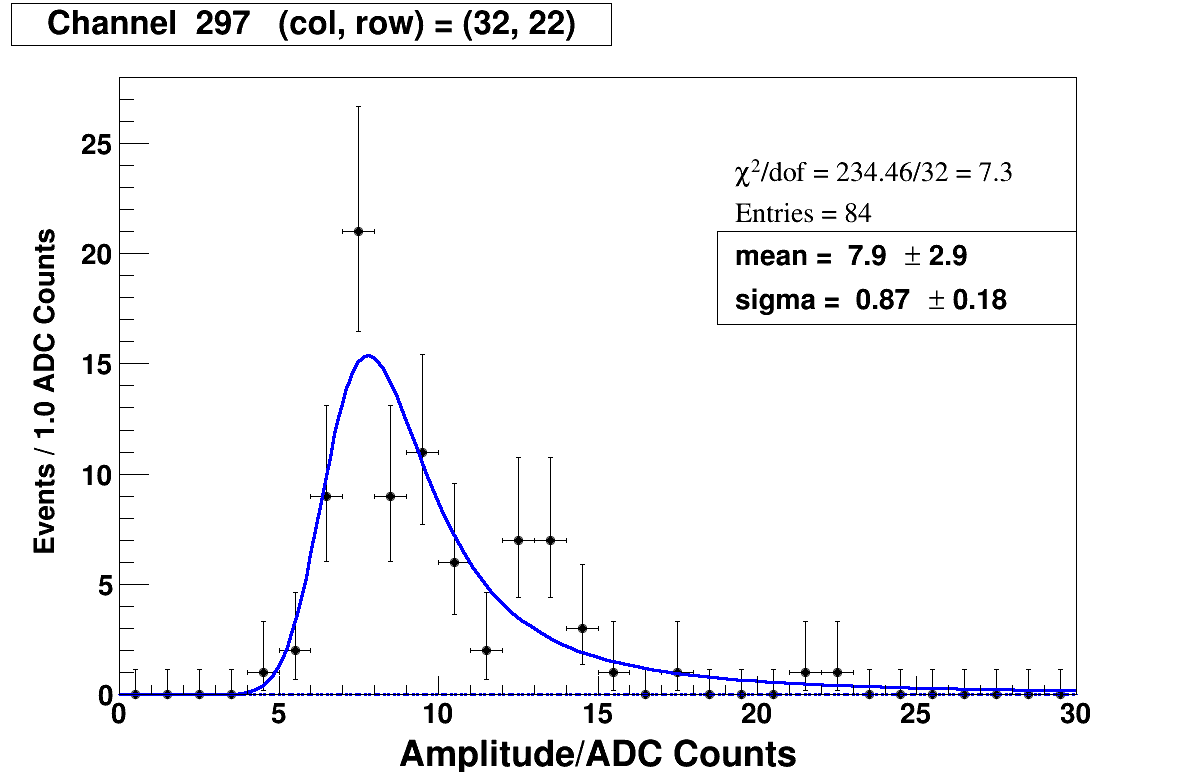 Channel 297 (col, row) = (32, 22)
χ²/dof = 234.46/32 = 7.3
Entries = 84
mean = 7.9 ± 2.9
sigma = 0.87 ± 0.18
Events / 1.0 ADC Counts
25
20
15
10
5
0
0 5 10 15 20 25 30
Amplitude/ADC Counts